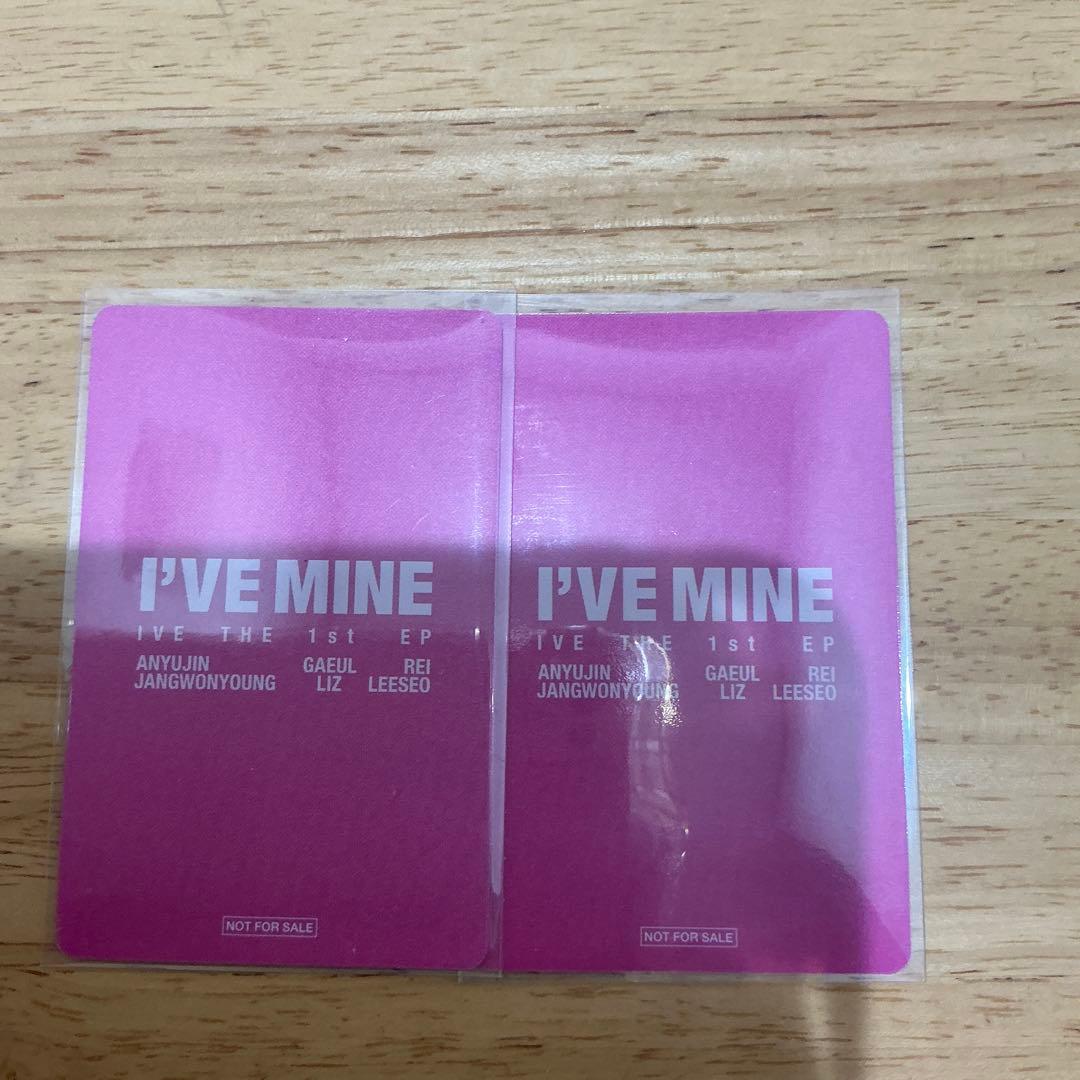 I'VE MINE
IVE THE 1st EP
ANYUJIN GAEUL REI
JANGWONYOUNG LIZ LEESEO
NOT FOR SALE
I'VE MINE
IVE THE 1st EP
ANYUJIN GAEUL REI
JANGWONYOUNG LIZ LEESEO
NOT FOR SALE